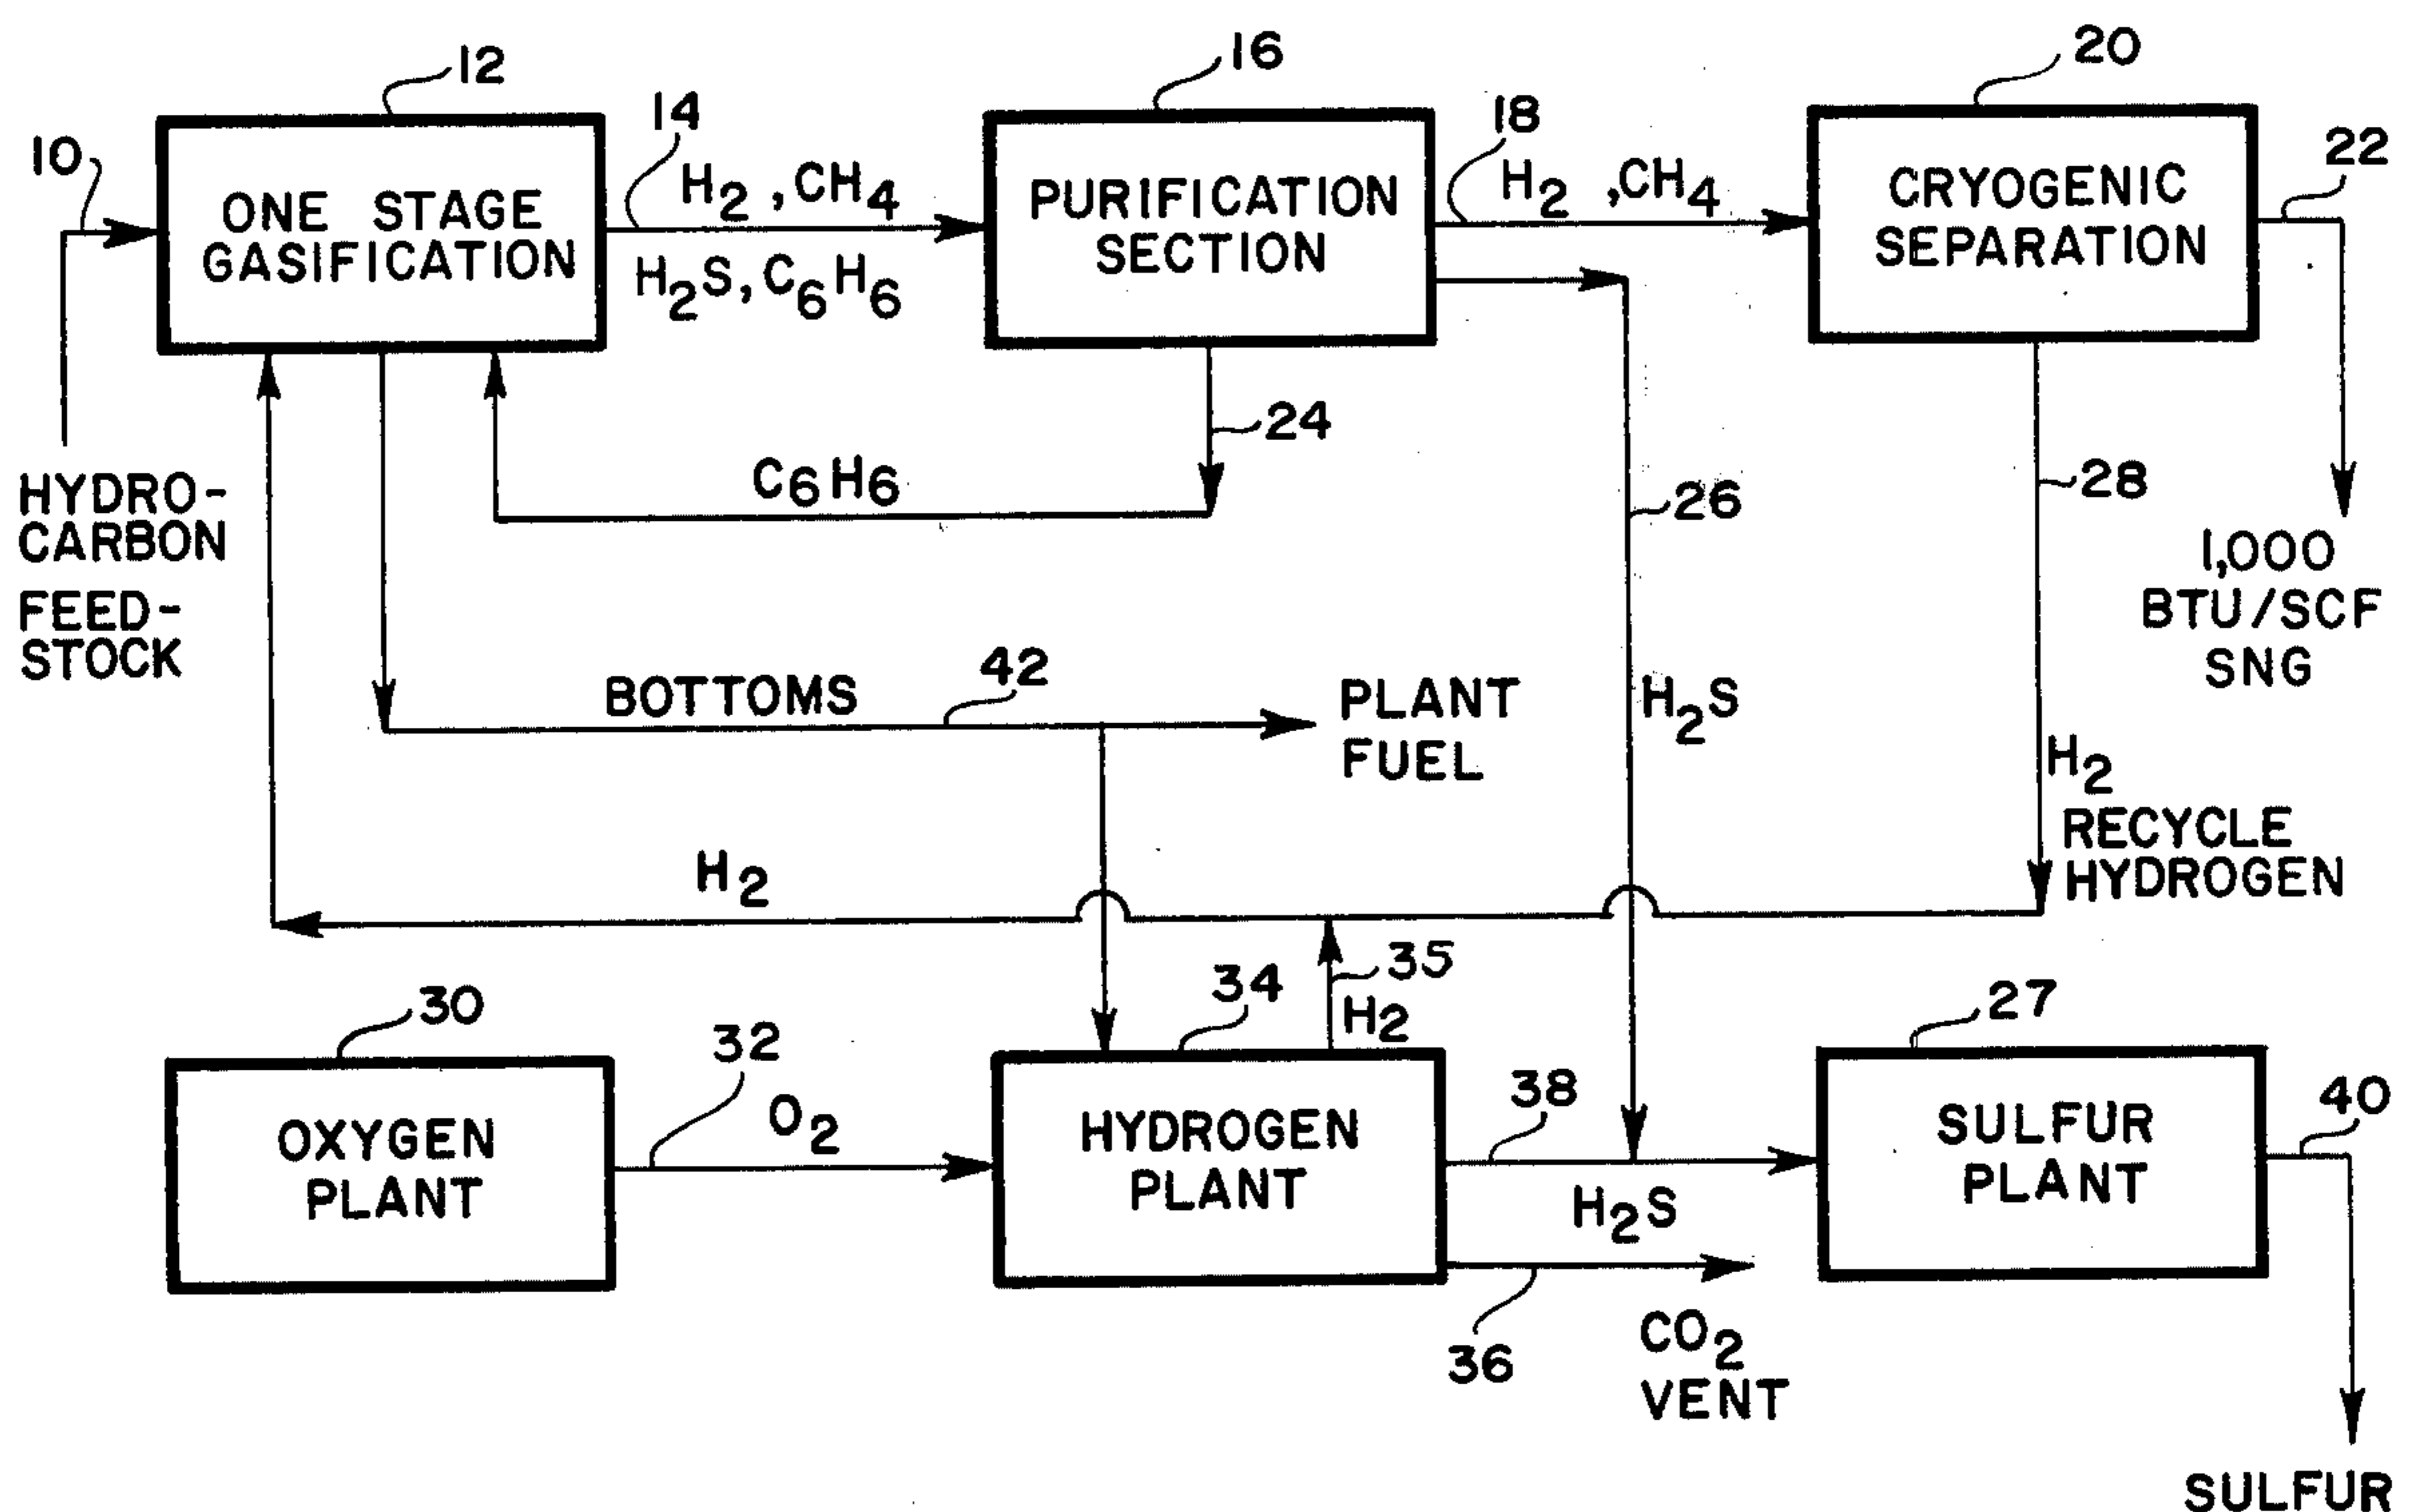 12
16
20
10
14
18
22
ONE STAGE
GASIFICATION
H2 ,CH4
H2S, C6H6
PURIFICATION
SECTION
H2 ,CH4
CRYOGENIC
SEPARATION
24
C6H6
26
28
HYDRO-
CARBON
FEED-
STOCK
1,000
BTU/SCF
SNG
BOTTOMS
42
PLANT
FUEL
H2S
H2
RECYCLE
HYDROGEN
H2
30
32
34
35
H2
27
OXYGEN
PLANT
O2
HYDROGEN
PLANT
38
H2S
SULFUR
PLANT
40
36
CO2
VENT
SULFUR